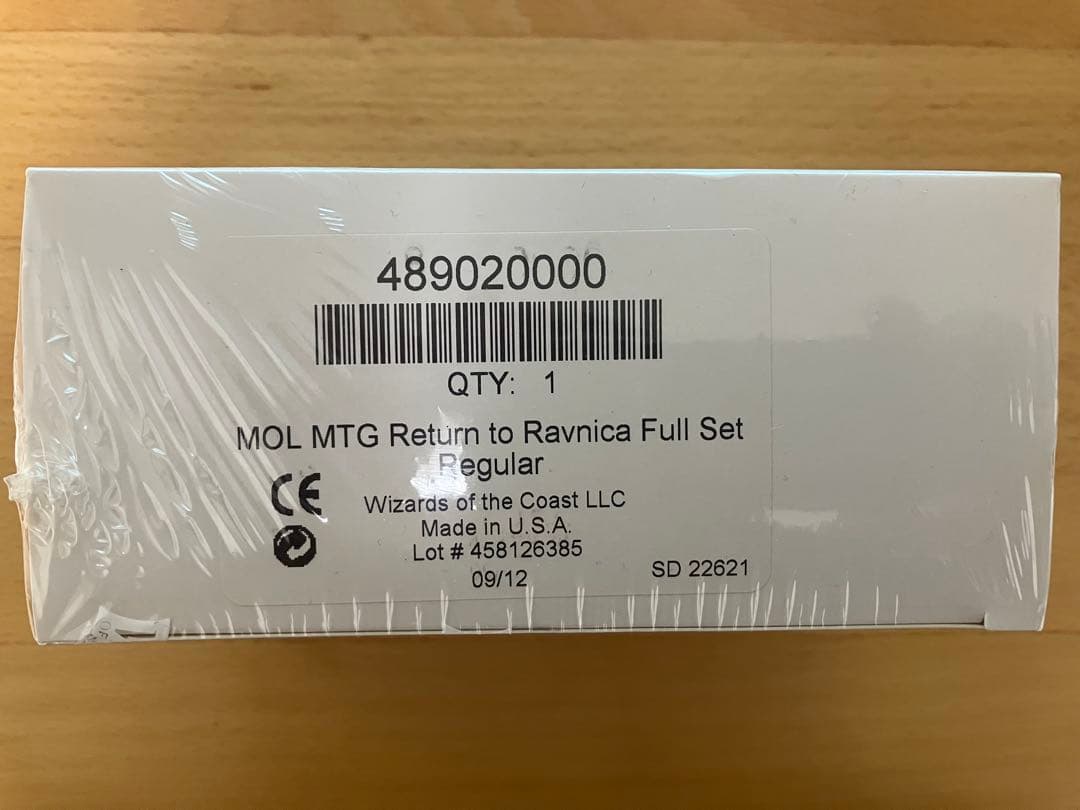 489020000
QTY: 1
MOL MTG Return to Ravnica Full Set
Regular
CE
Wizards of the Coast LLC
Made in U.S.A.
Lot # 458126385
09/12
SD 22621